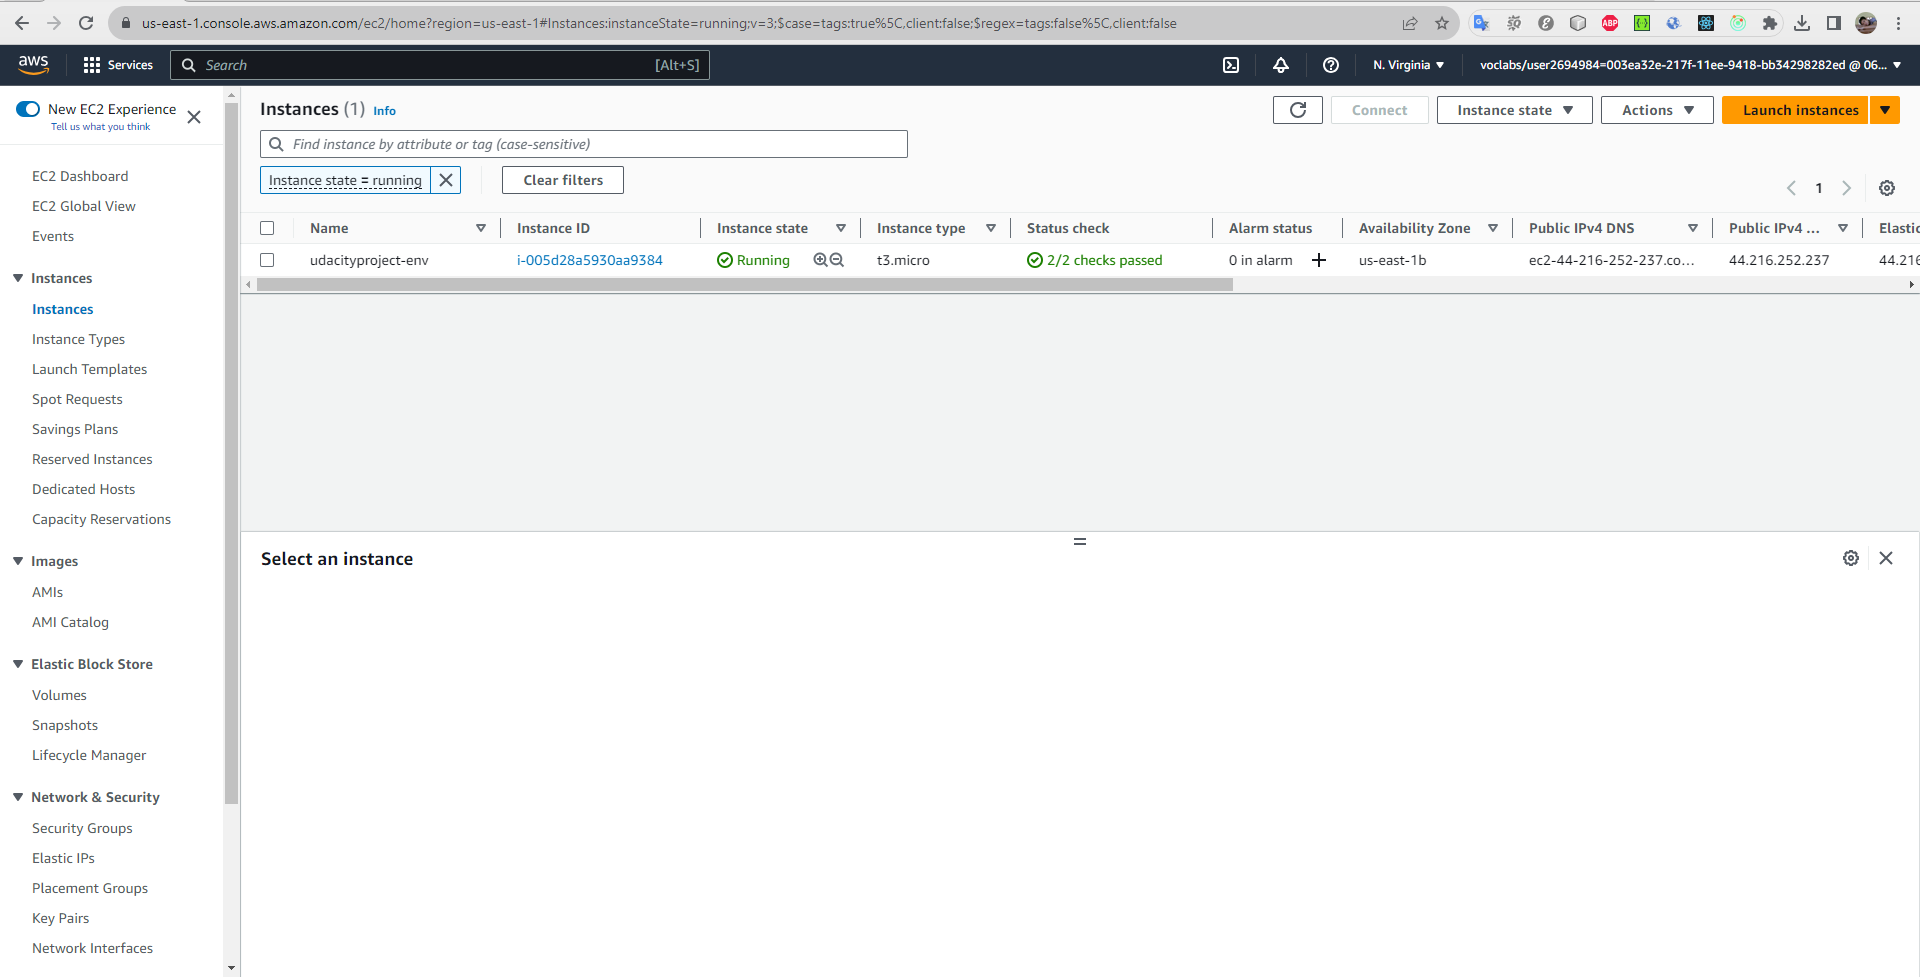 us-east-1.console.aws.amazon.com/ec2/home?region=us-east-1#Instances:instanceState=running;v=3;$case=tags:true%5C,client:false;$regex=tags:false%5C,client:false
ABP
aws
Services
Search
[Alt+S]
N. Virginia
voclabs/user2694984=003ea32e-217f-11ee-9418-bb34298282ed @ 06...
New EC2 Experience
Tell us what you think
EC2 Dashboard
EC2 Global View
Events
Instances
Instances
Instance Types
Launch Templates
Spot Requests
Savings Plans
Reserved Instances
Dedicated Hosts
Capacity Reservations
Images
AMIs
AMI Catalog
Elastic Block Store
Volumes
Snapshots
Lifecycle Manager
Network & Security
Security Groups
Elastic IPs
Placement Groups
Key Pairs
Network Interfaces
Instances (1) Info
Connect
Instance state
Actions
Launch instances
Find instance by attribute or tag (case-sensitive)
Instance state = running
Clear filters
1
Name Instance ID Instance state Instance type Status check Alarm status Availability Zone Public IPv4 DNS Public IPv4 ... Elastic
udacityproject-env i-005d28a5930aa9384 Running t3.micro 2/2 checks passed 0 in alarm + us-east-1b ec2-44-216-252-237.co... 44.216.252.237 44.216
Select an instance